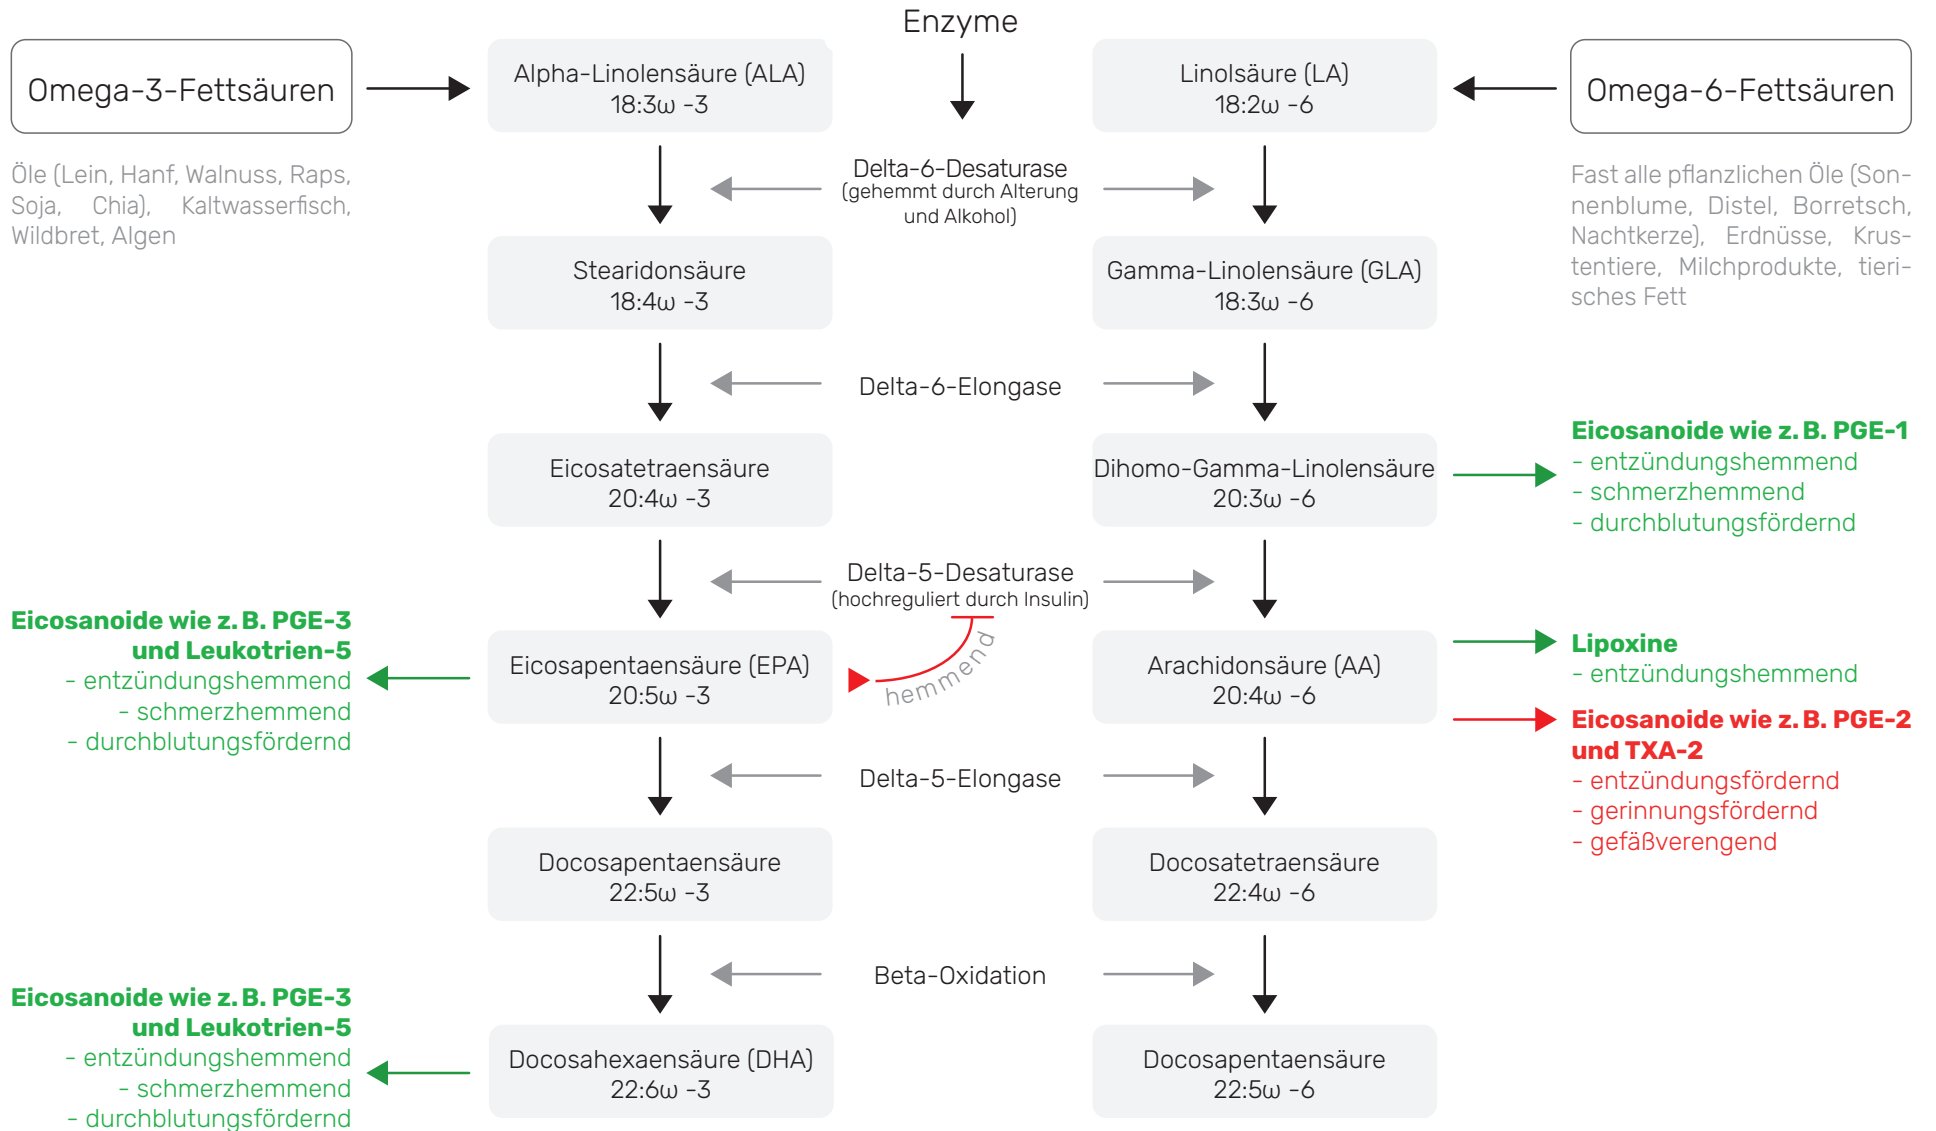 Enzyme
Omega-3-Fettsäuren
Öle (Lein, Hanf, Walnuss, Raps,
Soja, Chia), Kaltwasserfisch,
Wildbret, Algen
Alpha-Linolensäure (ALA)
18:3ω -3
Linolsäure (LA)
18:2ω -6
Omega-6-Fettsäuren
Fast alle pflanzlichen Öle (Son-
nenblume, Distel, Borretsch,
Nachtkerze), Erdnüsse, Krus-
tentiere, Milchprodukte, tieri-
sches Fett
Delta-6-Desaturase
(gehemmt durch Alterung
und Alkohol)
Stearidonsäure
18:4ω -3
Gamma-Linolensäure (GLA)
18:3ω -6
Delta-6-Elongase
Eicosatetraensäure
20:4ω -3
Dihomo-Gamma-Linolensäure
20:3ω -6
Eicosanoide wie z. B. PGE-1
- entzündungshemmend
- schmerzhemmend
- durchblutungsfördernd
Delta-5-Desaturase
(hochreguliert durch Insulin)
hemmend
Eicosanoide wie z. B. PGE-3
und Leukotrien-5
- entzündungshemmend
- schmerzhemmend
- durchblutungsfördernd
Eicosapentaensäure (EPA)
20:5ω -3
Arachidonsäure (AA)
20:4ω -6
Lipoxine
- entzündungshemmend
Eicosanoide wie z. B. PGE-2
und TXA-2
- entzündungsfördernd
- gerinnungsfördernd
- gefäßverengend
Delta-5-Elongase
Docosapentaensäure
22:5ω -3
Docosatetraensäure
22:4ω -6
Beta-Oxidation
Eicosanoide wie z. B. PGE-3
und Leukotrien-5
- entzündungshemmend
- schmerzhemmend
- durchblutungsfördernd
Docosahexaensäure (DHA)
22:6ω -3
Docosapentaensäure
22:5ω -6